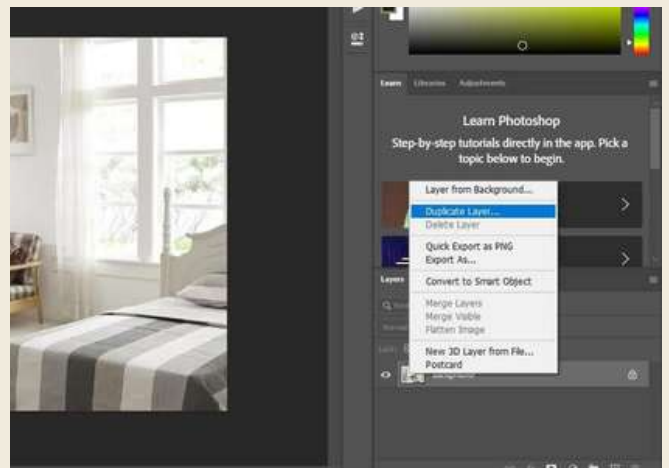 Learn Libraries Adjustments
Learn Photoshop
Step-by-step tutorials directly in the app. Pick a
topic below to begin.
Layer from Background...
Duplicate Layer...
Delete Layer
Quick Export as PNG
Export As...
Layers
Convert to Smart Object
Merge Layers
Merge Visible
Flatten Image
New 3D Layer from File...
Postcard